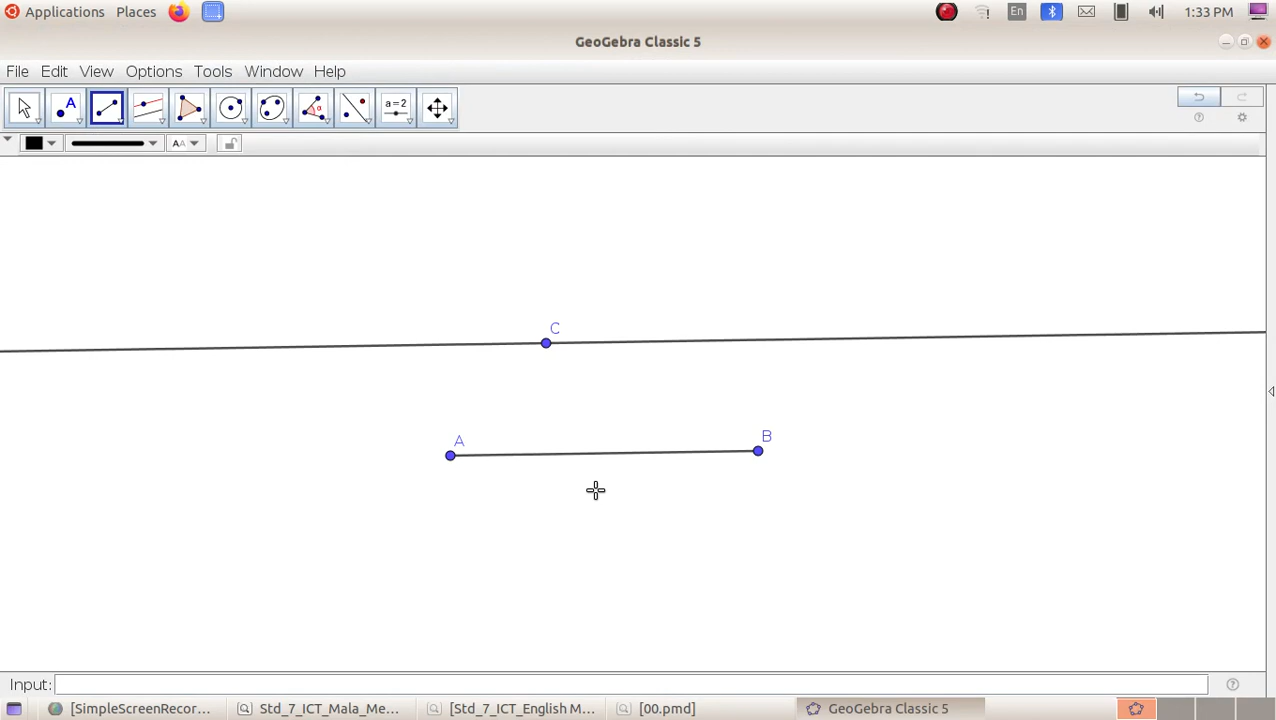 Applications Places En 1:33 PM
GeoGebra Classic 5
File Edit View Options Tools Window Help
A a=2
AA
C
A B
Input:
[SimpleScreenRecor... Std_7_ICT_Mala_Me... [Std_7_ICT_English M... [00.pmd] GeoGebra Classic 5